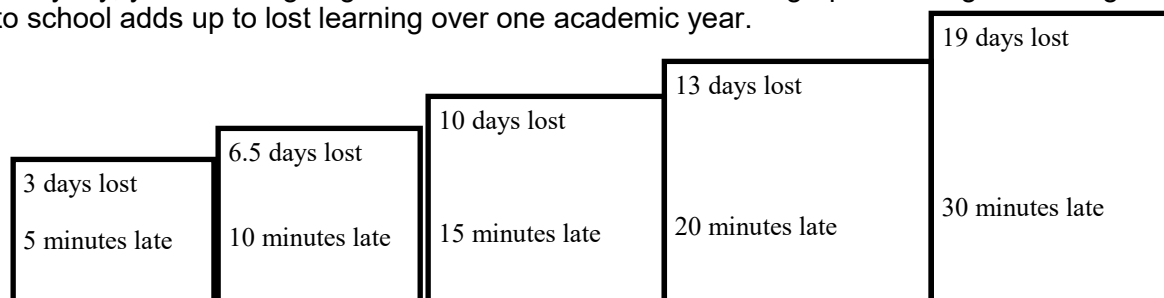 to school adds up to lost learning over one academic year.
19 days lost
13 days lost
10 days lost
6.5 days lost
3 days lost
30 minutes late
20 minutes late
15 minutes late
10 minutes late
5 minutes late